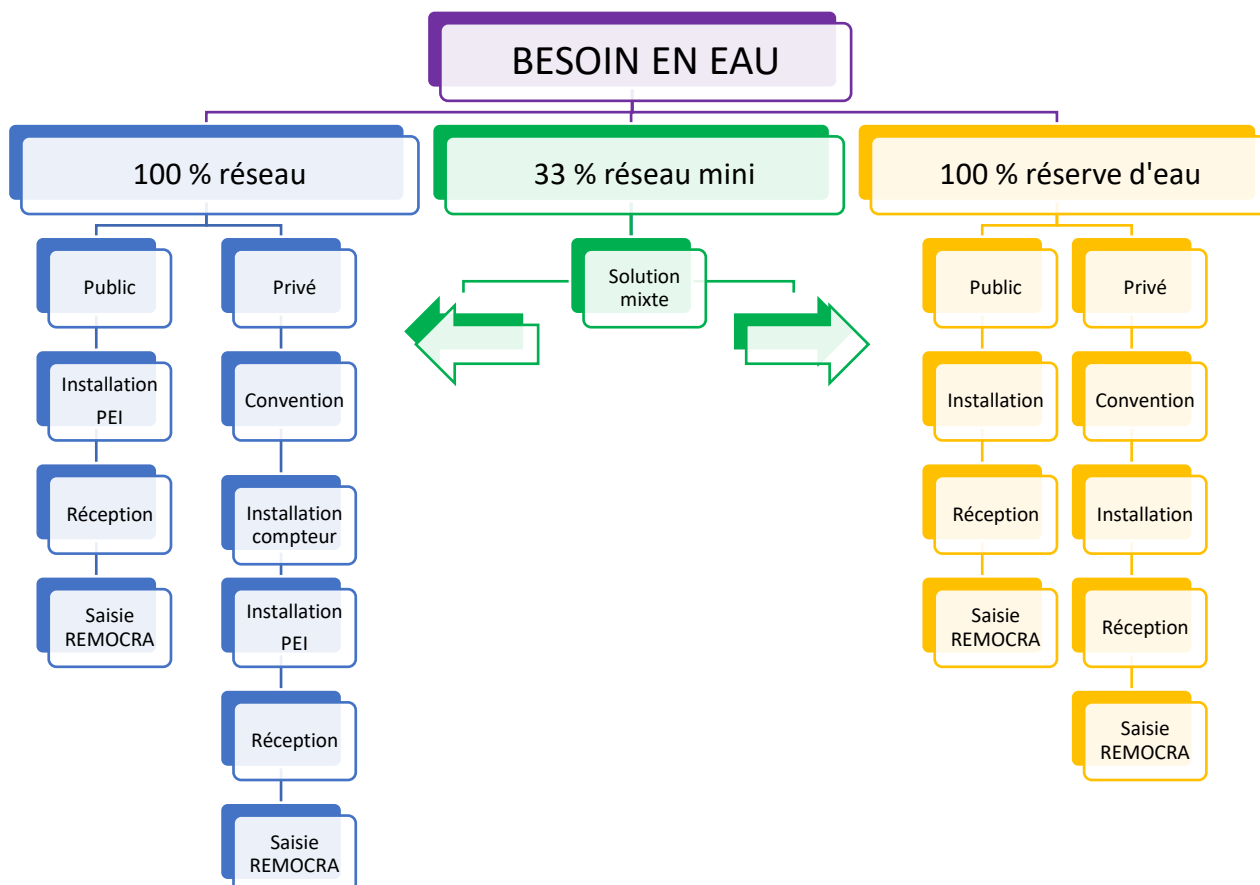 BESOIN EN EAU
100 % réseau
33 % réseau mini
100 % réserve d'eau
Public
Privé
Solution
mixte
Public
Privé
Installation
PEI
Convention
Installation
Convention
Réception
Installation
compteur
Réception
Installation
Saisie
REMOCRA
Installation
PEI
Saisie
REMOCRA
Réception
Réception
Saisie
REMOCRA
Saisie
REMOCRA